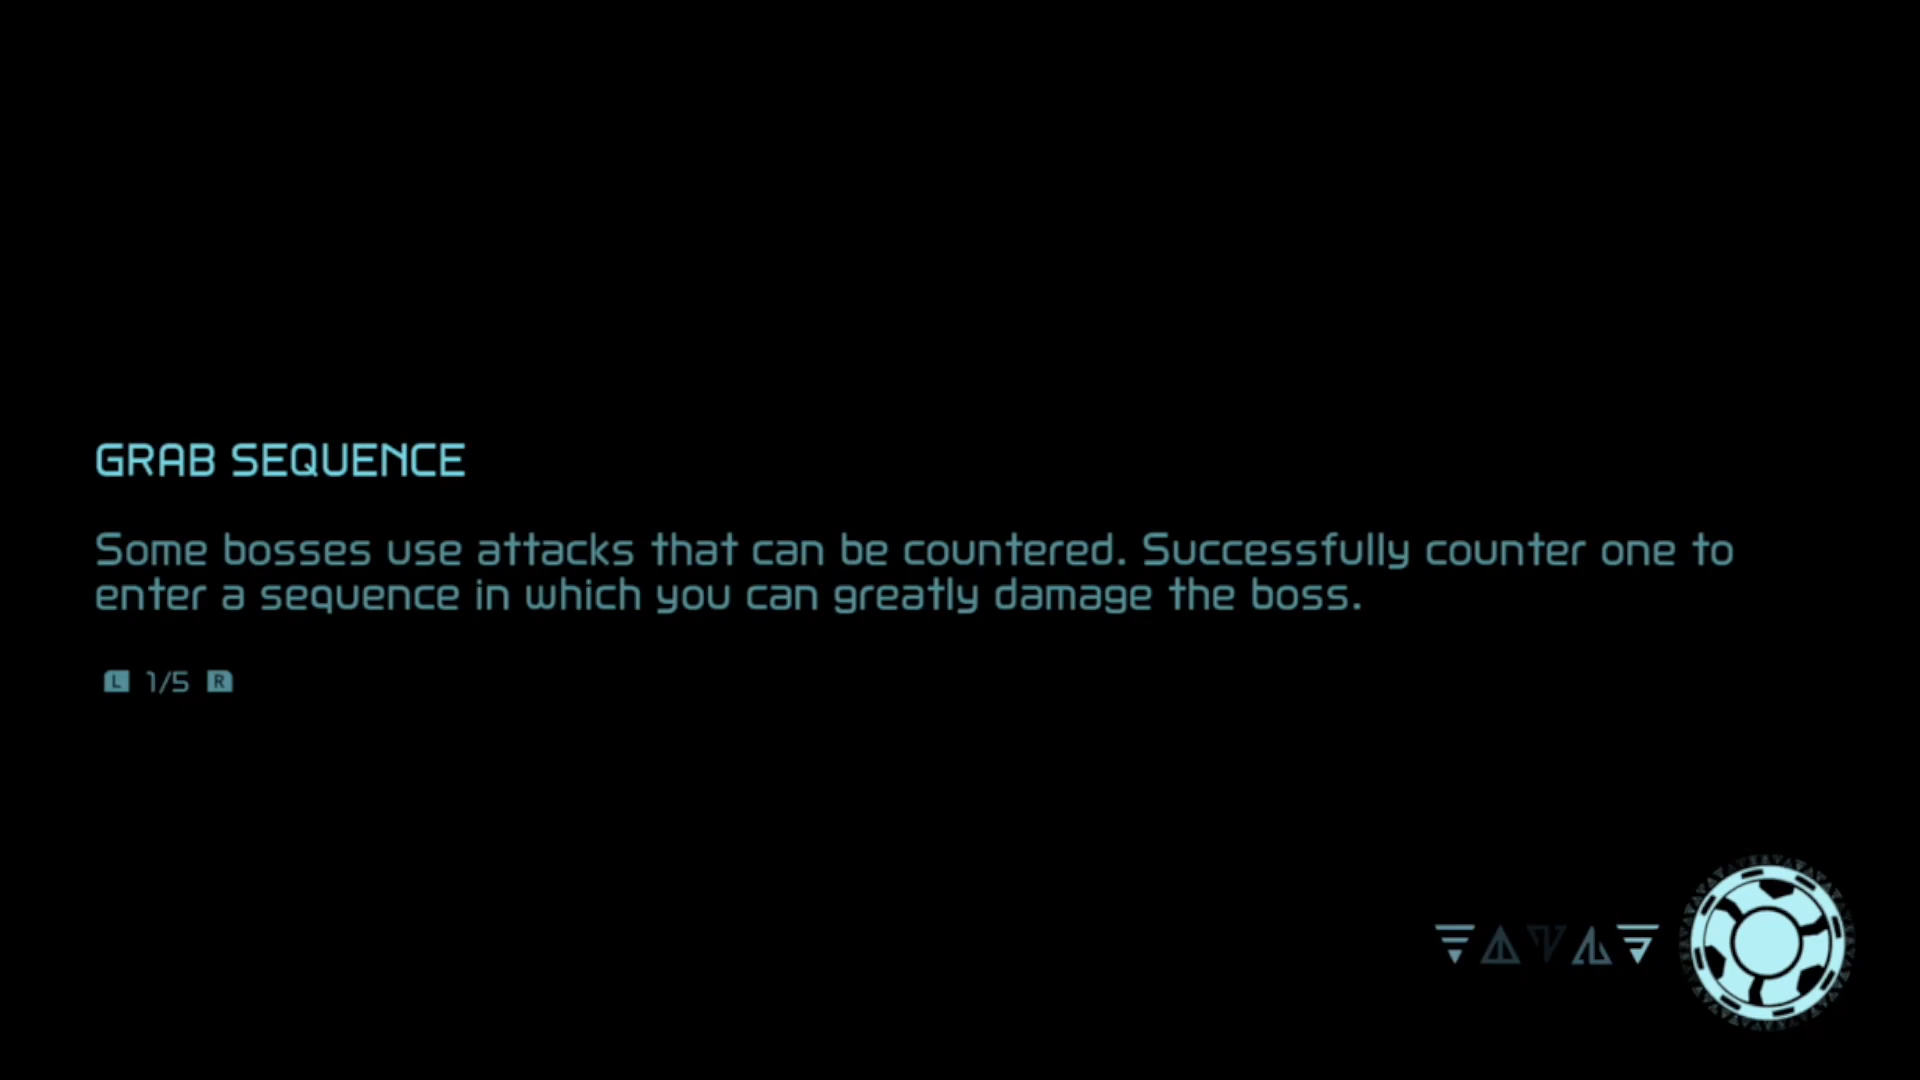 GRAB SEQUENCE
Some bosses use attacks that can be countered. Successfully counter one to
enter a sequence in which you can greatly damage the boss.
L 1/5 R